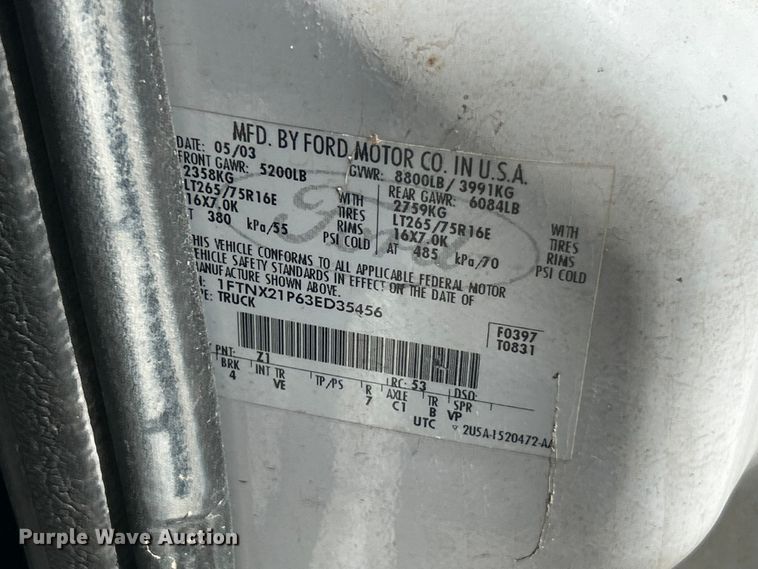 MFD. BY FORD MOTOR CO. IN U.S.A.
DATE: 05/03 GVWR: 8800LB/ 3991KG
FRONT GAWR: 5200LB REAR GAWR: 6084LB
2358KG WITH 2759KG WITH
LT265/75R16E TIRES LT265/75R16E TIRES
16X7.0K RIMS 16X7.0K RIMS
AT 380 kPa/55 PSI COLD AT 485 kPa/70 PSI COLD
Ford
THIS VEHICLE CONFORMS TO ALL APPLICABLE FEDERAL MOTOR
VEHICLE SAFETY STANDARDS IN EFFECT ON THE DATE OF
MANUFACTURE SHOWN ABOVE.
1FTNX21P63ED35456
TRUCK
F0397
T0831
PNT: Z1 RC: 53 DSO:
BRK INT TR TP/PS R AXLE TR SPR
4 VE 7 C1 B VP
UTC 2U5A-1520472-AA
Purple Wave Auction